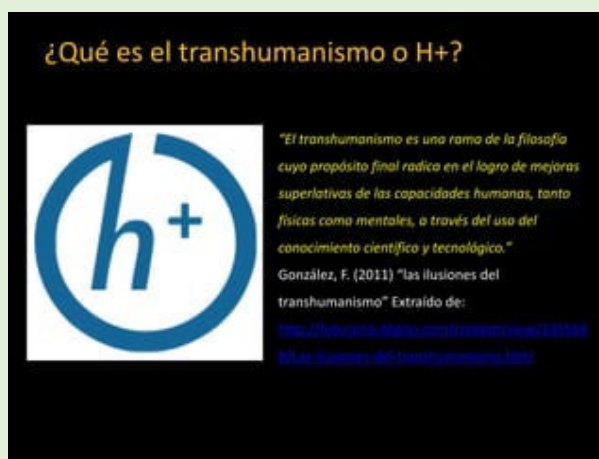 ¿Qué es el transhumanismo o H+?
h+
"El transhumanismo es una rama de la filosofía
cuyo propósito final radica en el logro de mejoras
superlativas de las capacidades humanas, tanto
físicas como mentales, a través del uso del
conocimiento científico y tecnológico."
González, F. (2011) "las ilusiones del
transhumanismo" Extraído de: